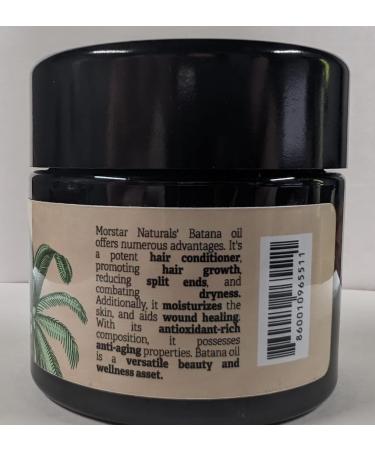 Morstar Naturals' Batana oil
offers numerous advantages. It's
a potent hair conditioner,
promoting hair growth,
reducing split ends, and
combating dryness.
Additionally, it moisturizes the
skin, and aids wound healing.
With its antioxidant-rich
composition, it possesses
anti-aging properties. Batana oil
is a versatile beauty and
wellness asset.
860010965511